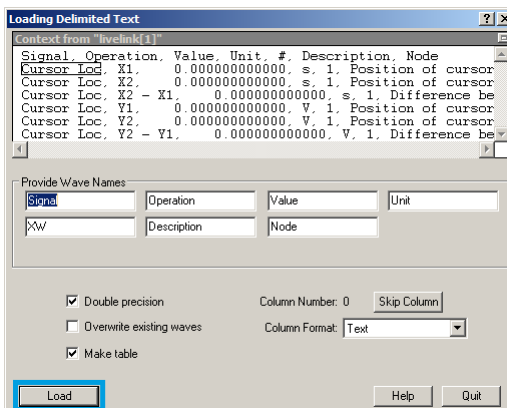 Loading Delimited Text
Context from "livelink[1]"
Signal, Operation, Value, Unit, #, Description, Node
Cursor Loc, X1, 0.000000000000, s, 1, Position of cursor
Cursor Loc, X2, 0.000000000000, s, 1, Position of cursor
Cursor Loc, X2 - X1, 0.000000000000, s, 1, Difference be
Cursor Loc, Y1, 0.000000000000, V, 1, Position of cursor
Cursor Loc, Y2, 0.000000000000, V, 1, Position of cursor
Cursor Loc, Y2 - Y1, 0.000000000000, V, 1, Difference be
Provide Wave Names
Signal Operation Value Unit
XW Description Node
Double precision Column Number: 0 Skip Column
Overwrite existing waves Column Format: Text
Make table
Load Help Quit